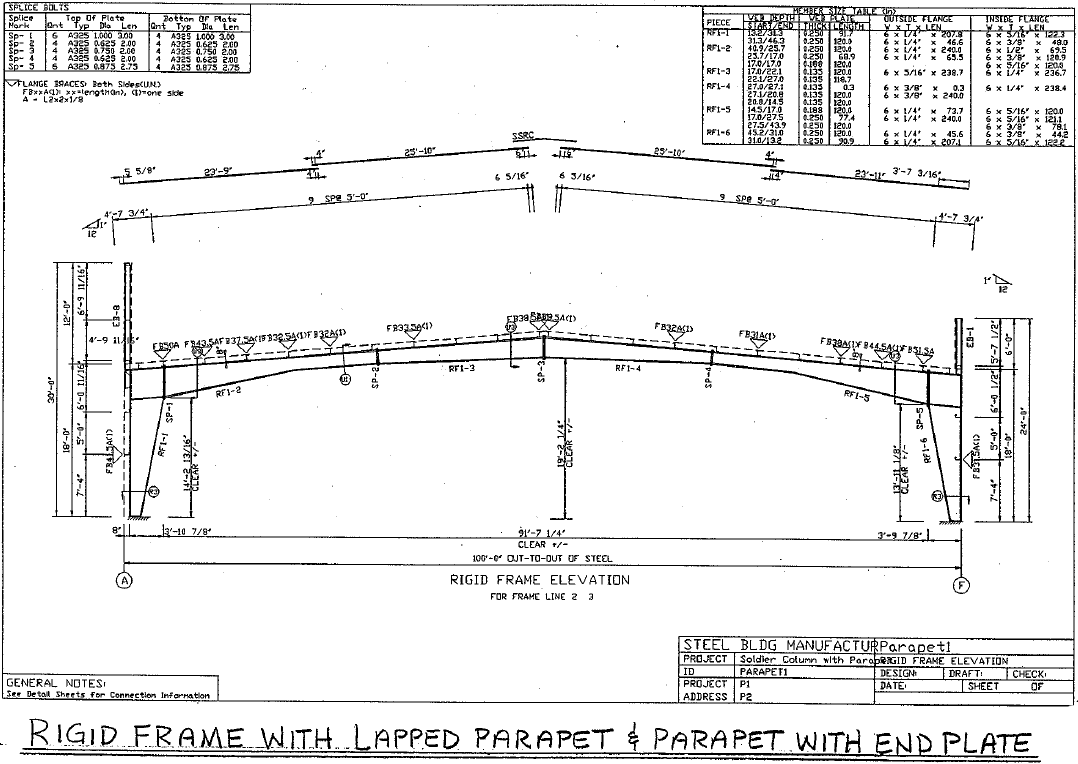 SPLICE BOLTS
Splice Top Of Plate Bottom Of Plate
Mark Qnt Typ Dia Len Qnt Typ Dia Len
Sp- 1 6 A325 1.000 3.00 4 A325 1.000 3.00
Sp- 2 4 A325 0.625 2.00 4 A325 0.625 2.00
Sp- 3 4 A325 0.750 2.00 4 A325 0.750 2.00
Sp- 4 4 A325 0.625 2.00 4 A325 0.625 2.00
Sp- 5 6 A325 0.875 2.75 4 A325 0.875 2.75
FLANGE BRACES: Both Sides(U.N.)
FBxxA(1): xx=length(in), (1)=one side
A - L2x2x1/8
MEMBER SIZE TABLE (in)
PIECE WEB DEPTH WEB PLATE OUTSIDE FLANGE INSIDE FLANGE
START/END THICK LENGTH W x T x LEN W x T x LEN
RF1-1 13.2/31.3 0.250 91.7 6 x 1/4" x 207.8 6 x 5/16" x 122.3
31.3/46.3 0.250 120.0 6 x 1/4" x 46.6 6 x 3/8" x 48.0
RF1-2 40.9/25.7 0.250 120.0 6 x 1/4" x 240.0 6 x 1/2" x 69.5
25.7/17.0 0.250 68.9 6 x 1/4" x 65.5 6 x 3/8" x 120.9
17.0/17.0 0.188 120.0 6 x 5/16" x 120.0
RF1-3 17.0/22.1 0.135 120.0 6 x 5/16" x 238.7 6 x 1/4" x 236.7
22.1/27.0 0.135 118.7
RF1-4 27.0/27.1 0.135 0.3 6 x 3/8" x 0.3 6 x 1/4" x 238.4
27.1/20.8 0.135 120.0 6 x 3/8" x 240.0
20.8/14.5 0.135 120.0
RF1-5 14.5/17.0 0.188 120.0 6 x 1/4" x 73.7 6 x 5/16" x 120.0
17.0/27.5 0.250 77.4 6 x 1/4" x 240.0 6 x 5/16" x 121.1
27.5/43.9 0.250 120.0 6 x 3/8" x 78.1
RF1-6 45.2/31.0 0.250 120.0 6 x 1/4" x 45.6 6 x 3/8" x 44.2
31.0/13.2 0.250 90.9 6 x 1/4" x 207.1 6 x 5/16" x 122.2
SSRC
4" 25'-10" 25'-10" 4"
5 5/8" 23'-9" 23'-11" 3'-7 3/16"
6 5/16" 6 5/16"
9 SP@ 5'-0" 9 SP@ 5'-0"
4'-7 3/4" 4'-7 3/4"
1"
12
1"
12
12'-0" 6'-9 11/16" EB-8
4'-9 11/16"
FB50A FB37.5A(1) FB32.5A(1) FB32A(1) FB33.5A(1)
FB32A(1) FB31A(1) FB38A(1) FB44.5A(1) FB51.5A
EB-1 5'-7 1/2" 6'-0"
RF1-2 SP-2 RF1-3 SP-3 RF1-4 SP-4 RF1-5
30'-0" 18'-0" 5'-0" 7'-4"
FB41.5A(1) RF1-1 SP-1
14'-2 13/16"
CLEAR +/-
19'-2 1/4"
CLEAR +/-
13'-11 1/8"
CLEAR +/-
SP-5 RF1-6 FB37.5A(1)
6'-0 1/2" 5'-0" 7'-4" 18'-0" 24'-0"
8" 3'-10 7/8" 91'-7 1/4" 3'-9 7/8"
CLEAR +/-
100'-0" OUT-TO-OUT OF STEEL
A F
RIGID FRAME ELEVATION
FOR FRAME LINE 2 3
GENERAL NOTES:
See Detail Sheets for Connection Information
STEEL BLDG MANUFACTUR Parapet1
PROJECT Soldier Column with Parap RIGID FRAME ELEVATION
ID PARAPET1 DESIGN: DRAFT: CHECK:
PROJECT P1 DATE: SHEET OF
ADDRESS P2
RIGID FRAME WITH LAPPED PARAPET & PARAPET WITH END PLATE